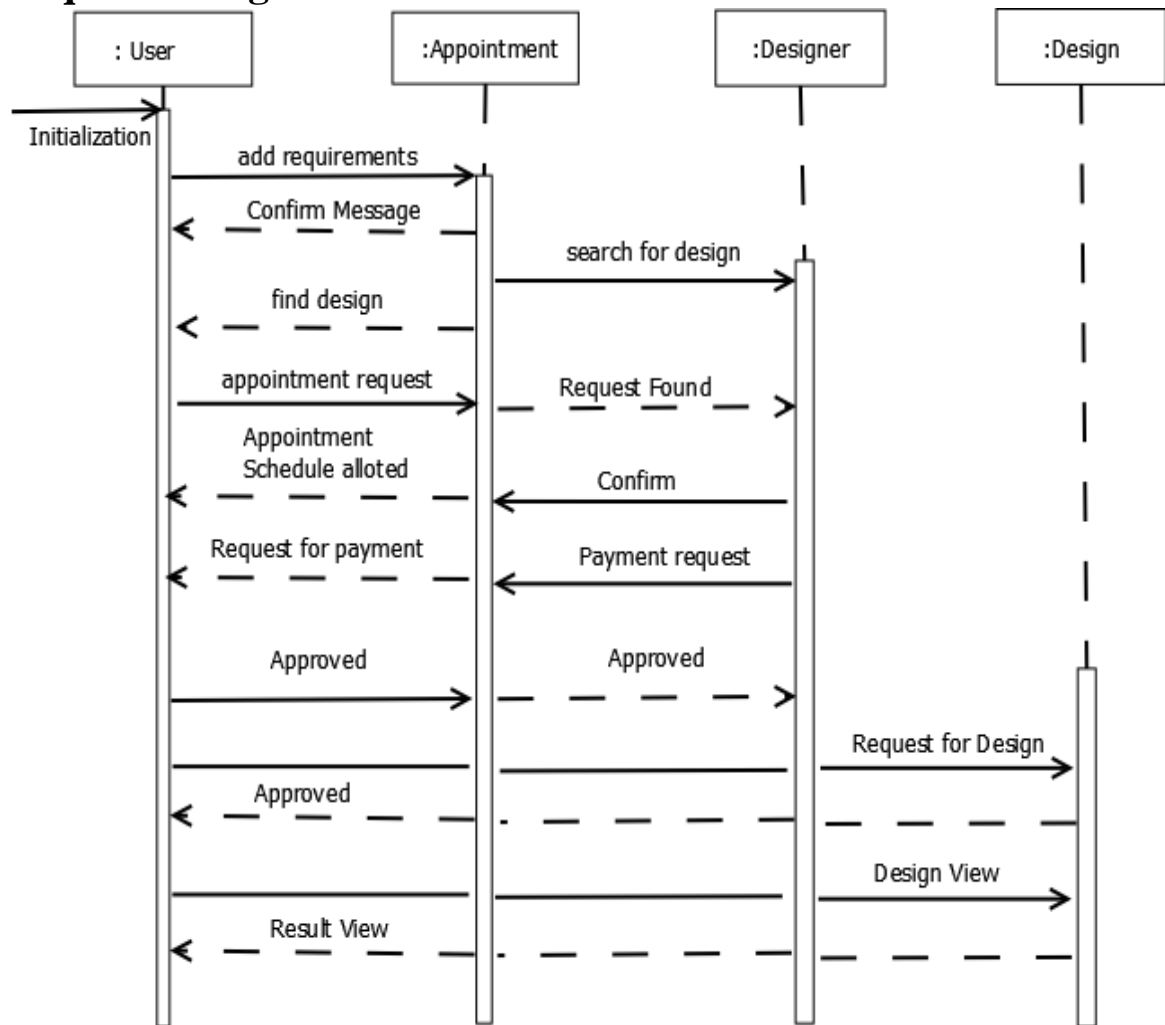 : User
:Appointment
:Designer
:Design
Initialization
add requirements
Confirm Message
search for design
find design
appointment request
Request Found
Appointment
Schedule alloted
Confirm
Request for payment
Payment request
Approved
Approved
Request for Design
Approved
Design View
Result View